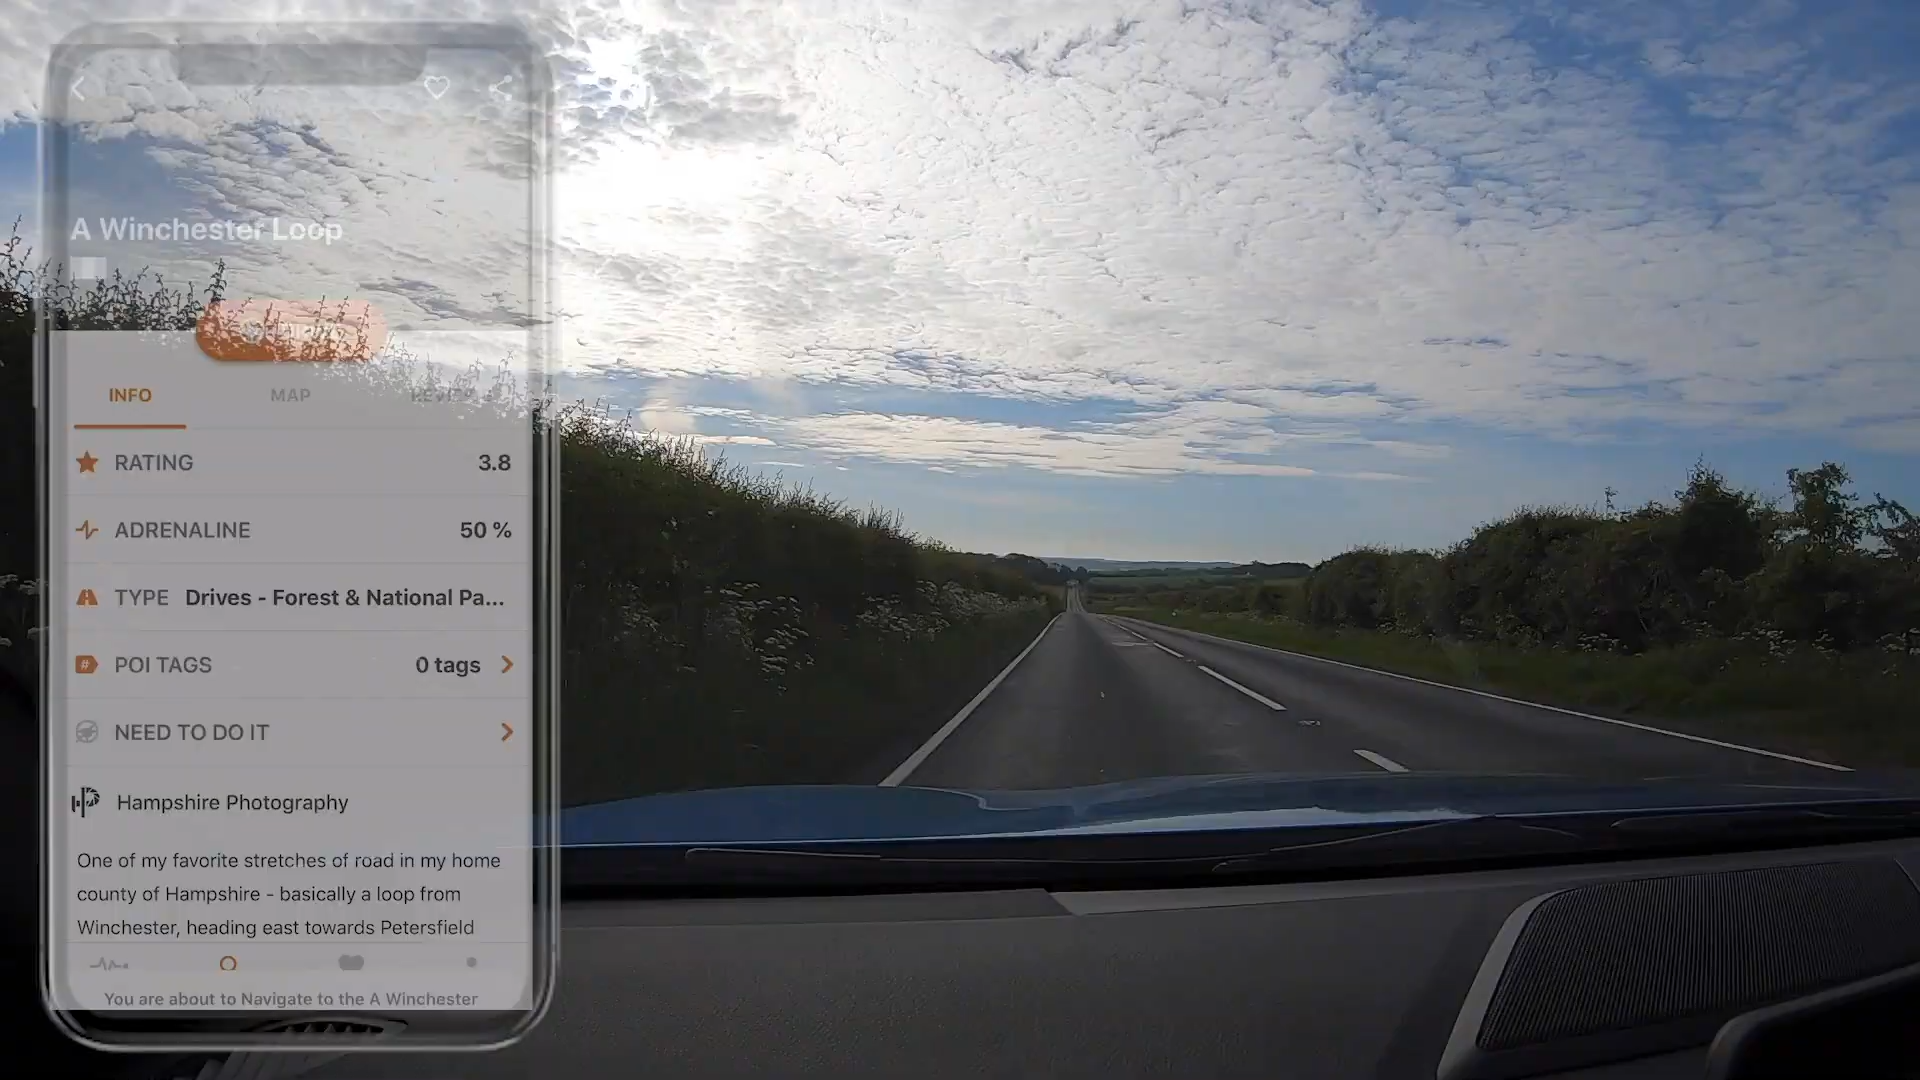 A Winchester Loop
INFO
MAP
RATING
3.8
ADRENALINE
50 %
TYPE
Drives - Forest & National Pa...
POI TAGS
0 tags
NEED TO DO IT
Hampshire Photography
One of my favorite stretches of road in my home
county of Hampshire - basically a loop from
Winchester, heading east towards Petersfield
You are about to Navigate to the A Winchester